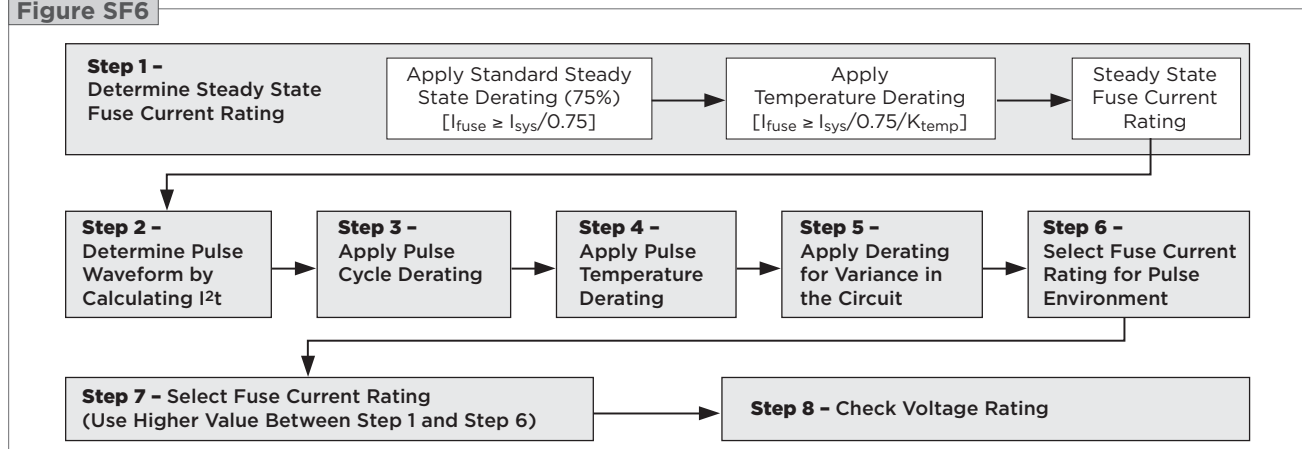 Figure SF6
Step 1 –
Determine Steady State
Fuse Current Rating
Apply Standard Steady
State Derating (75%)
[Ifuse ≥ Isys/0.75]
Apply
Temperature Derating
[Ifuse ≥ Isys/0.75/Ktemp]
Steady State
Fuse Current
Rating
Step 2 –
Determine Pulse
Waveform by
Calculating I²t
Step 3 –
Apply Pulse
Cycle Derating
Step 4 –
Apply Pulse
Temperature
Derating
Step 5 –
Apply Derating
for Variance in
the Circuit
Step 6 –
Select Fuse Current
Rating for Pulse
Environment
Step 7 – Select Fuse Current Rating
(Use Higher Value Between Step 1 and Step 6)
Step 8 – Check Voltage Rating